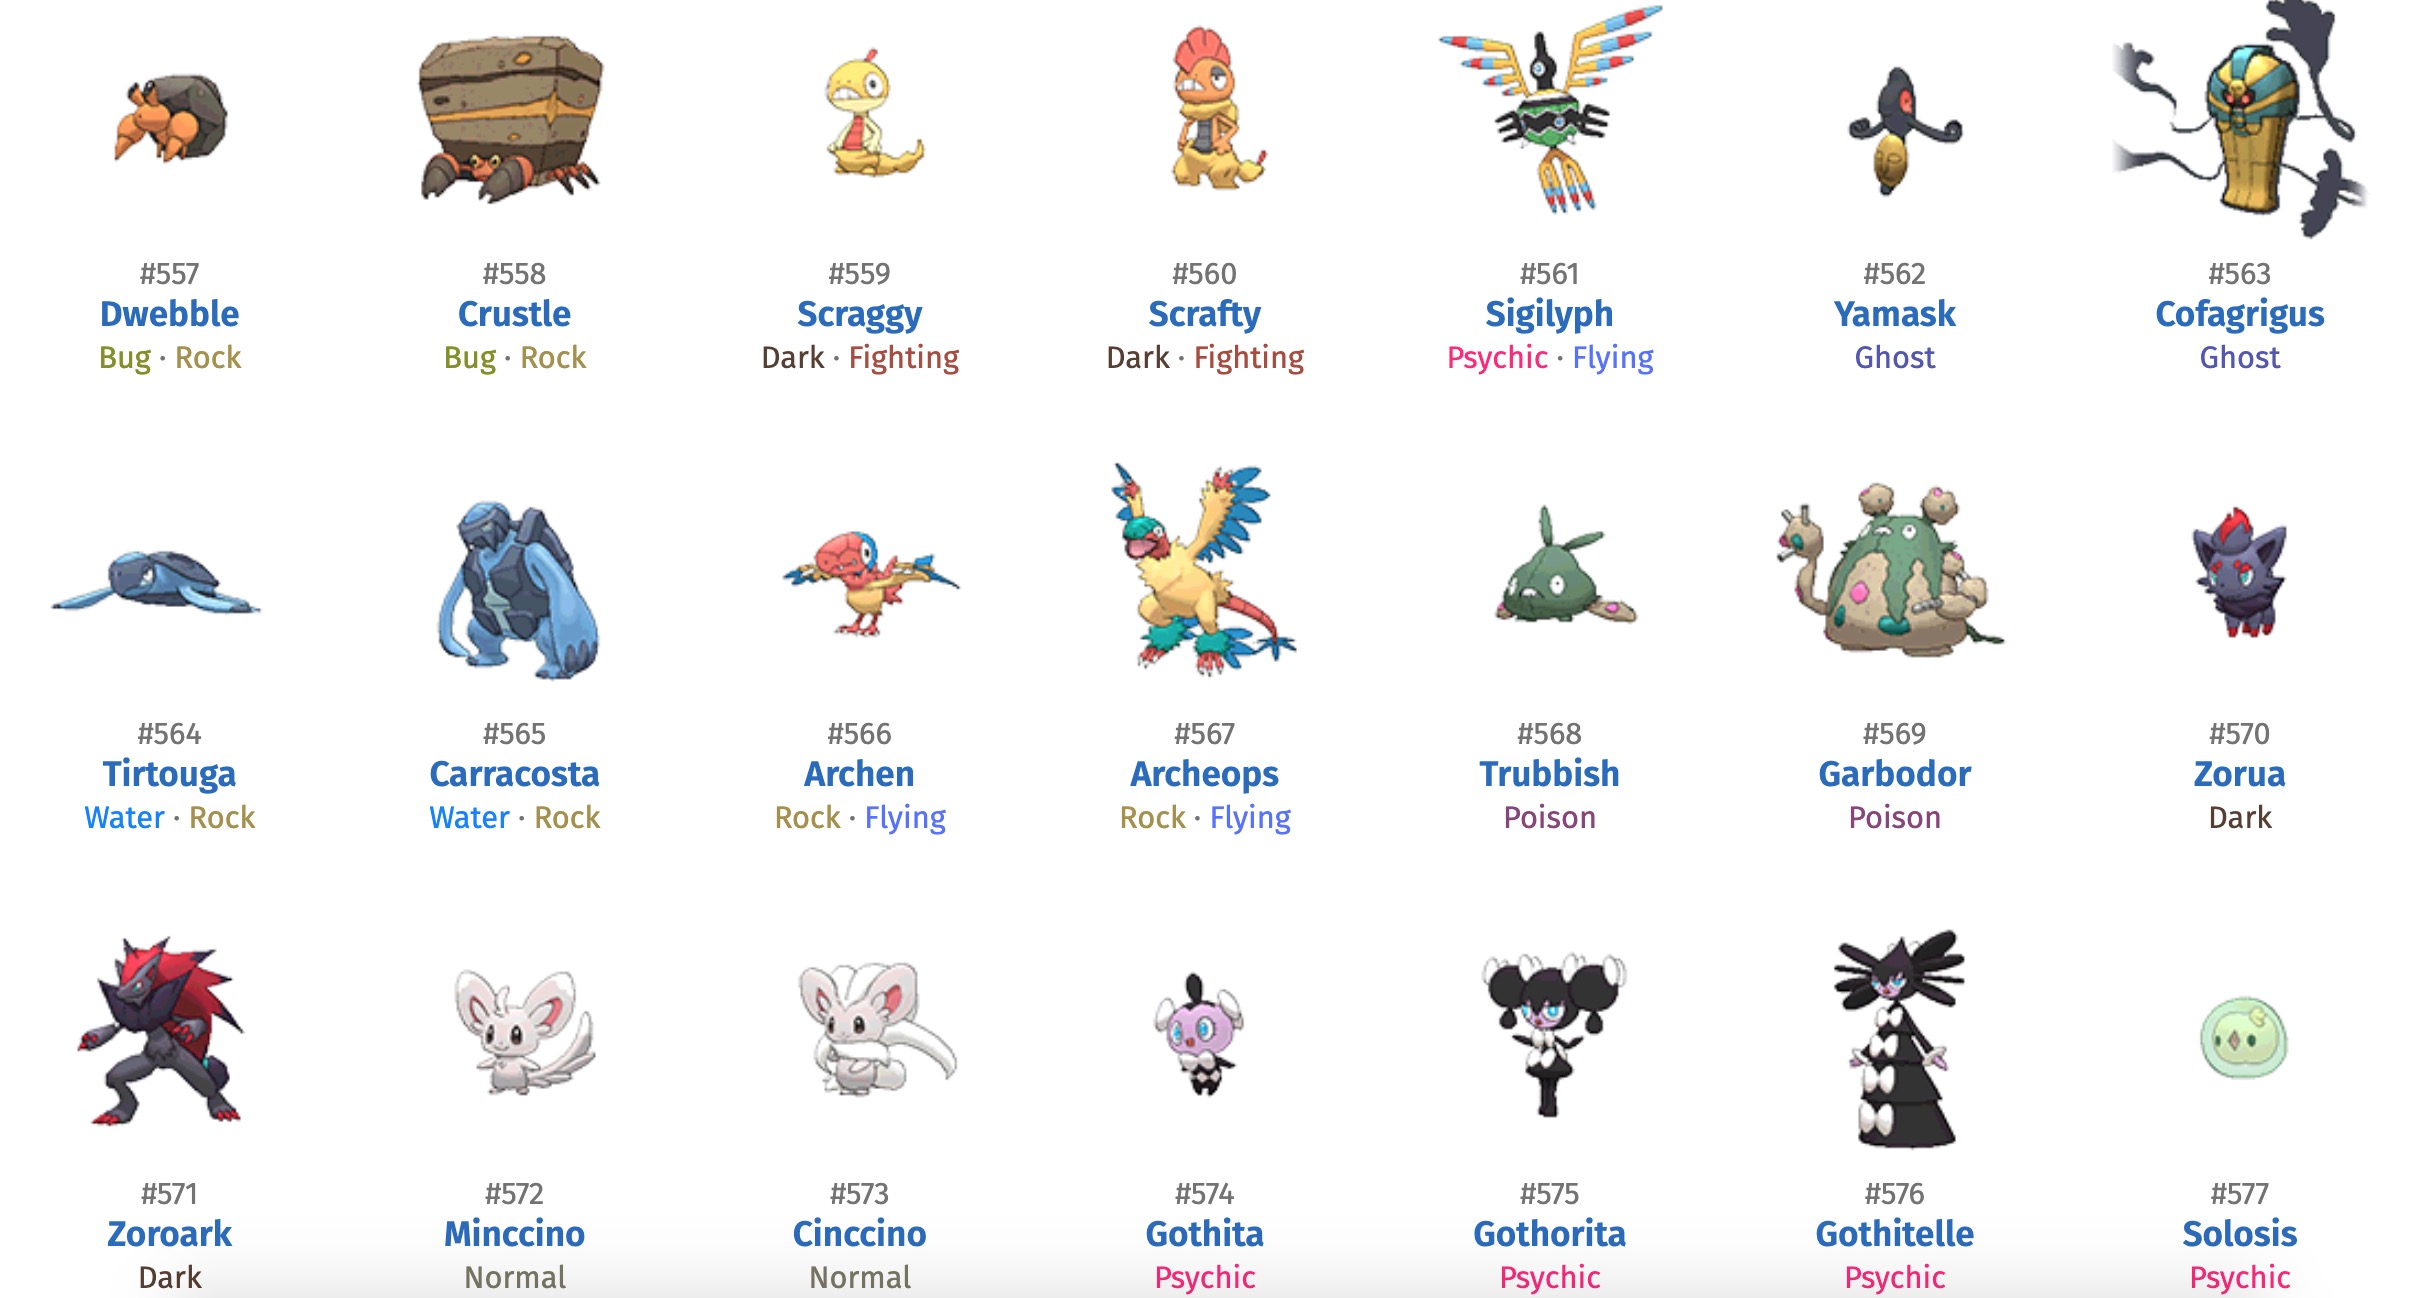 #557 #558 #559 #560 #561 #562 #563
Dwebble Crustle Scraggy Scrafty Sigilyph Yamask Cofagrigus
Bug · Rock Bug · Rock Dark · Fighting Dark · Fighting Psychic · Flying Ghost Ghost
#564 #565 #566 #567 #568 #569 #570
Tirtouga Carracosta Archen Archeops Trubbish Garbodor Zorua
Water · Rock Water · Rock Rock · Flying Rock · Flying Poison Poison Dark
#571 #572 #573 #574 #575 #576 #577
Zoroark Minccino Cinccino Gothita Gothorita Gothitelle Solosis
Dark Normal Normal Psychic Psychic Psychic Psychic